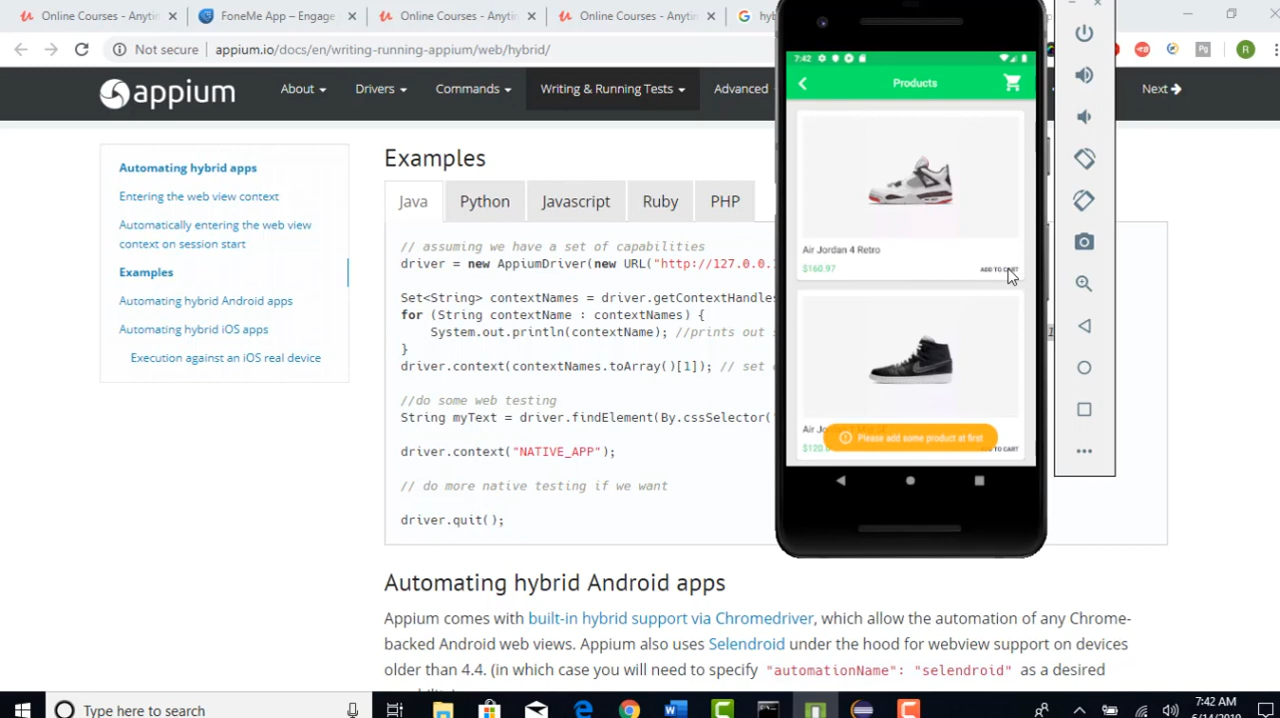 Online Courses - Anytin
FoneMe App – Engage
Online Courses - Anytin
Online Courses - Anytin
hyb
Not secure
appium.io/docs/en/writing-running-appium/web/hybrid/
R
appium
About
Drivers
Commands
Writing & Running Tests
Advanced
Next
Automating hybrid apps
Entering the web view context
Automatically entering the web view
context on session start
Examples
Automating hybrid Android apps
Automating hybrid iOS apps
Execution against an iOS real device
Examples
Java
Python
Javascript
Ruby
PHP
// assuming we have a set of capabilities
driver = new AppiumDriver(new URL("http://127.0.0.1
Set<String> contextNames = driver.getContextHandles
for (String contextName : contextNames) {
System.out.println(contextName); //prints out s
}
driver.context(contextNames.toArray()[1]); // set c
//do some web testing
String myText = driver.findElement(By.cssSelector("
driver.context("NATIVE_APP");
// do more native testing if we want
driver.quit();
7:42
Products
Air Jordan 4 Retro
$160.97
ADD TO CART
Air Jo
Please add some product at first
$120.
ADD TO CART
Automating hybrid Android apps
Appium comes with built-in hybrid support via Chromedriver, which allow the automation of any Chrome-
backed Android web views. Appium also uses Selendroid under the hood for webview support on devices
older than 4.4. (in which case you will need to specify "automationName": "selendroid" as a desired
Type here to search
7:42 AM